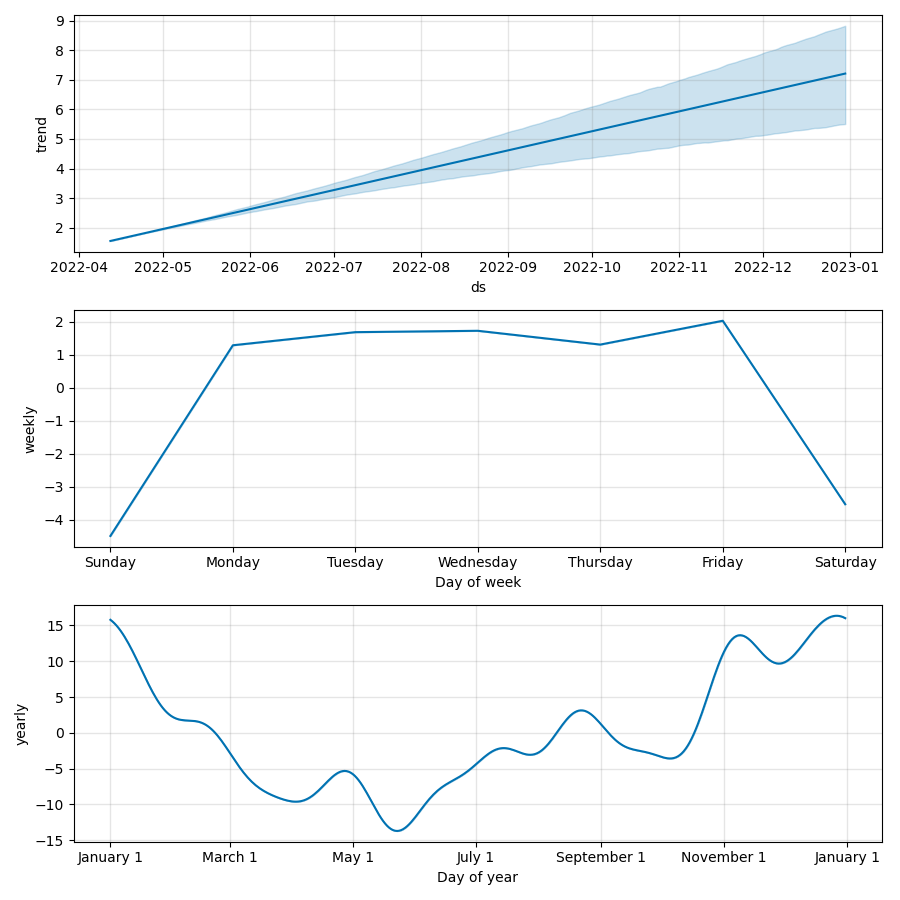 9
8
7
6
5
4
3
2
trend
2022-04 2022-05 2022-06 2022-07 2022-08 2022-09 2022-10 2022-11 2022-12 2023-01
ds
2
1
0
−1
−2
−3
−4
weekly
Sunday Monday Tuesday Wednesday Thursday Friday Saturday
Day of week
15
10
5
0
−5
−10
−15
yearly
January 1 March 1 May 1 July 1 September 1 November 1 January 1
Day of year